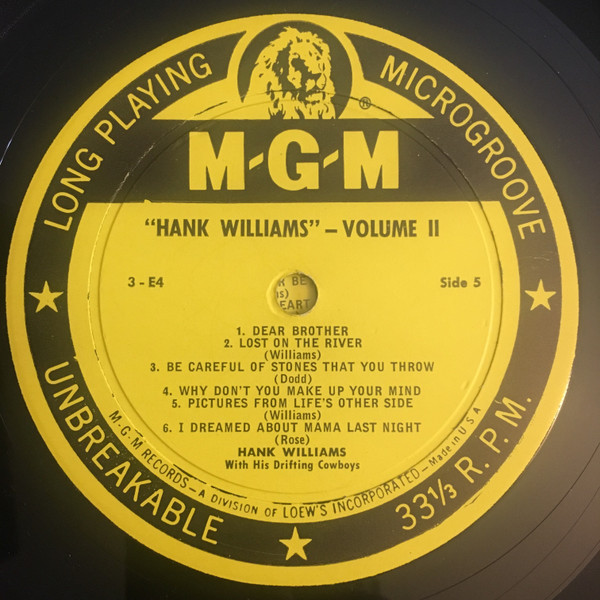 LONG PLAYING MICROGROOVE
®
M-G-M
"HANK WILLIAMS" – VOLUME II
3 - E4
Side 5
R BE
is)
EART
1. DEAR BROTHER
2. LOST ON THE RIVER
(Williams)
3. BE CAREFUL OF STONES THAT YOU THROW
(Dodd)
4. WHY DON'T YOU MAKE UP YOUR MIND
5. PICTURES FROM LIFE'S OTHER SIDE
(Williams)
6. I DREAMED ABOUT MAMA LAST NIGHT
(Rose)
HANK WILLIAMS
With His Drifting Cowboys
M-G-M RECORDS – A DIVISION OF LOEW'S INCORPORATED – Made in U S A
UNBREAKABLE 33⅓ R. P. M.